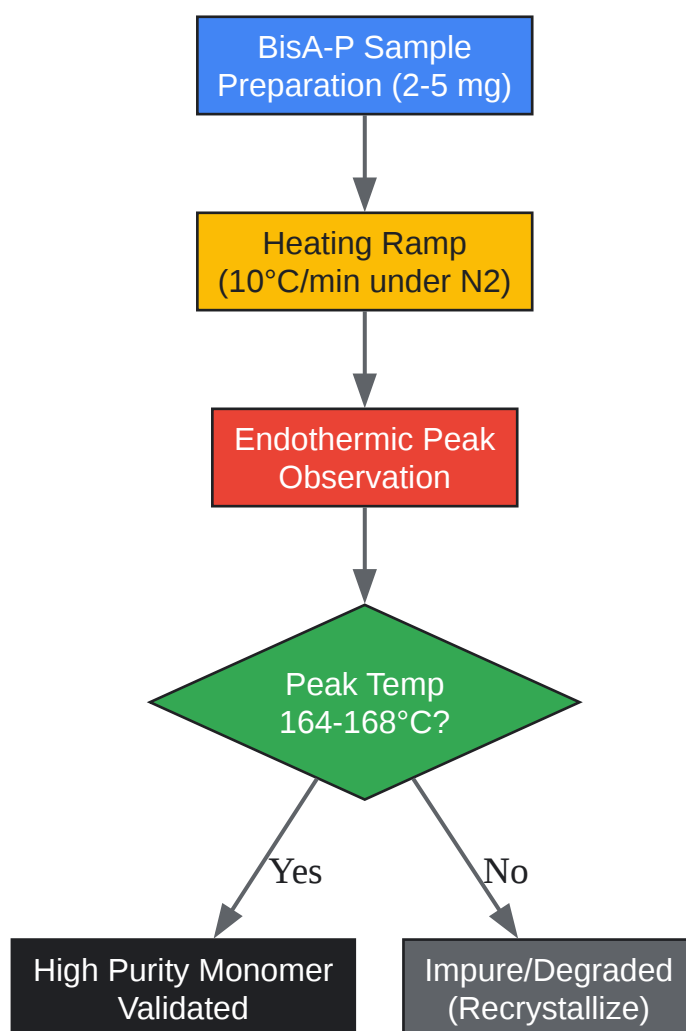 BisA-P Sample
Preparation (2-5 mg)
Heating Ramp
(10°C/min under N2)
Endothermic Peak
Observation
Peak Temp
164-168°C?
Yes
No
High Purity Monomer
Validated
Impure/Degraded
(Recrystallize)